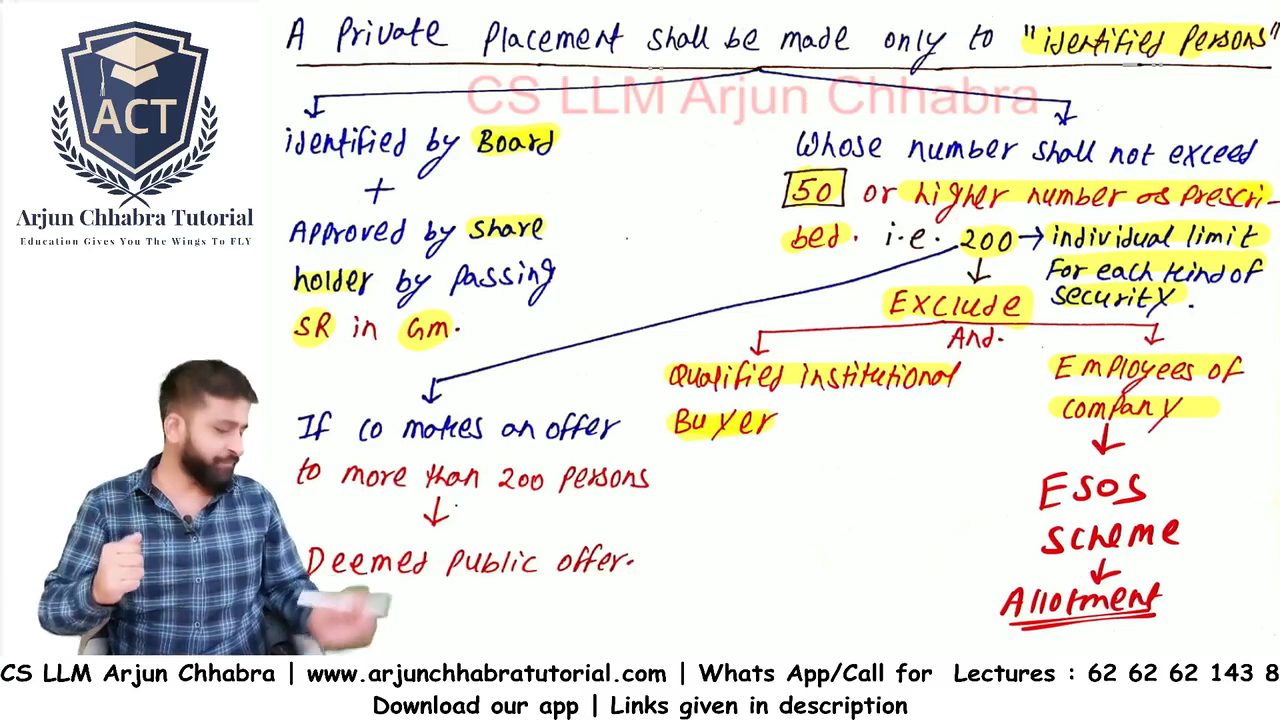 A Private Placement shall be made only to "identified Persons"
CS LLM Arjun Chhabra
ACT
Arjun Chhabra Tutorial
Education Gives You The Wings To FLY
identified by Board
+
Approved by share
holder by passing
SR in Gm.
Whose number shall not exceed
50 or higher number as prescri-
bed. i.e. 200 → individual limit
For each kind of
security.
Exclude
And.
Qualified institutional
Buyer
Employees of
company
ESOS
Scheme
Allotment
If co makes an offer
to more than 200 persons
Deemed public offer.
CS LLM Arjun Chhabra | www.arjunchhabratutorial.com | Whats App/Call for Lectures : 62 62 62 143 8
Download our app | Links given in description